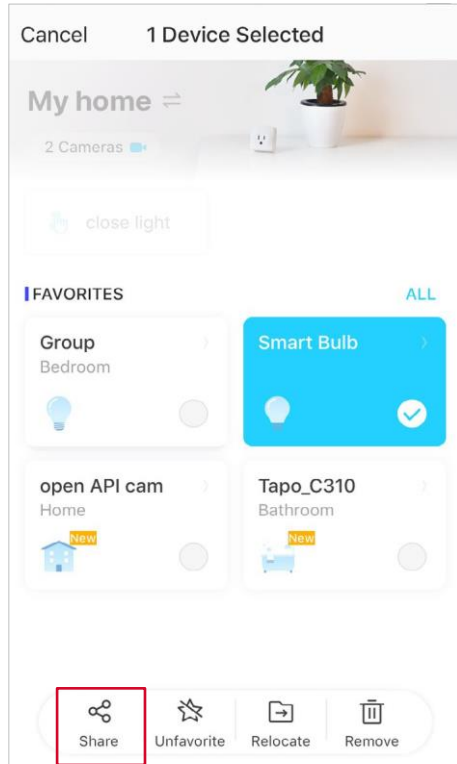 Cancel 1 Device Selected
My home
2 Cameras
close light
FAVORITES ALL
Group
Bedroom
Smart Bulb
open API cam
Home
New
Tapo_C310
Bathroom
New
Share Unfavorite Relocate Remove